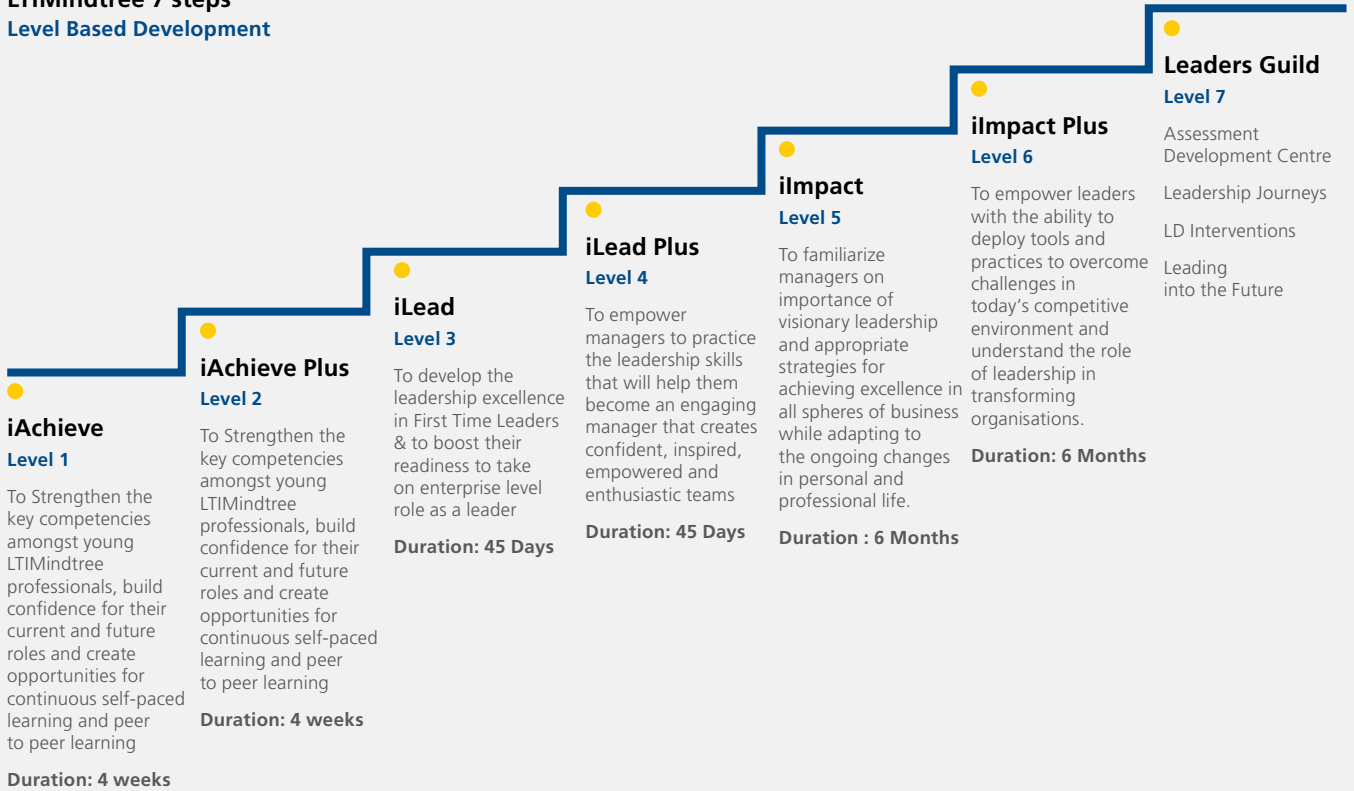 LTIMindtree 7 steps
Level Based Development
iAchieve
Level 1
To Strengthen the
key competencies
amongst young
LTIMindtree
professionals, build
confidence for their
current and future
roles and create
opportunities for
continuous self-paced
learning and peer
to peer learning
Duration: 4 weeks
iAchieve Plus
Level 2
To Strengthen the
key competencies
amongst young
LTIMindtree
professionals, build
confidence for their
current and future
roles and create
opportunities for
continuous self-paced
learning and peer
to peer learning
Duration: 4 weeks
iLead
Level 3
To develop the
leadership excellence
in First Time Leaders
& to boost their
readiness to take
on enterprise level
role as a leader
Duration: 45 Days
iLead Plus
Level 4
To empower
managers to practice
the leadership skills
that will help them
become an engaging
manager that creates
confident, inspired,
empowered and
enthusiastic teams
Duration: 45 Days
iImpact
Level 5
To familiarize
managers on
importance of
visionary leadership
and appropriate
strategies for
achieving excellence in
all spheres of business
while adapting to
the ongoing changes
in personal and
professional life.
Duration : 6 Months
iImpact Plus
Level 6
To empower leaders
with the ability to
deploy tools and
practices to overcome
challenges in
today's competitive
environment and
understand the role
of leadership in
transforming
organisations.
Duration: 6 Months
Leaders Guild
Level 7
Assessment
Development Centre
Leadership Journeys
LD Interventions
Leading
into the Future